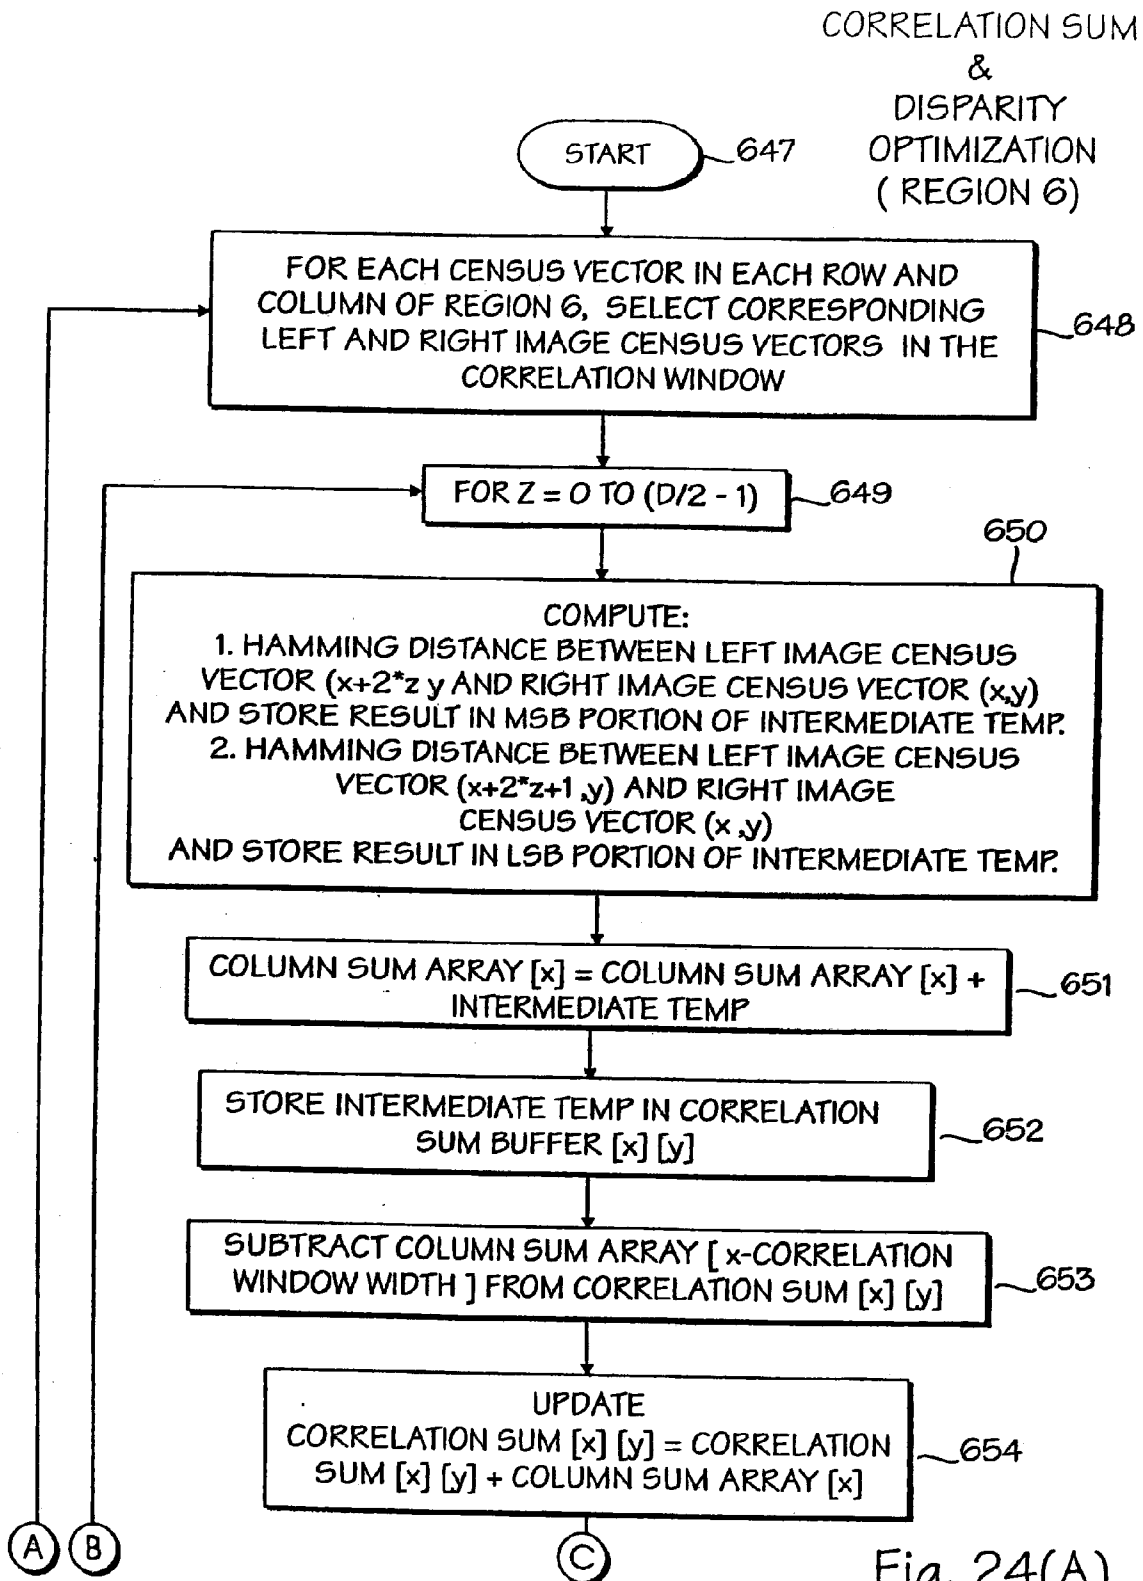 CORRELATION SUM
&
DISPARITY
OPTIMIZATION
( REGION 6)
START
647
FOR EACH CENSUS VECTOR IN EACH ROW AND
COLUMN OF REGION 6, SELECT CORRESPONDING
LEFT AND RIGHT IMAGE CENSUS VECTORS IN THE
CORRELATION WINDOW
648
FOR Z = 0 TO (D/2 - 1)
649
650
COMPUTE:
1. HAMMING DISTANCE BETWEEN LEFT IMAGE CENSUS
VECTOR (x+2*z y AND RIGHT IMAGE CENSUS VECTOR (x,y)
AND STORE RESULT IN MSB PORTION OF INTERMEDIATE TEMP.
2. HAMMING DISTANCE BETWEEN LEFT IMAGE CENSUS
VECTOR (x+2*z+1 ,y) AND RIGHT IMAGE
CENSUS VECTOR (x ,y)
AND STORE RESULT IN LSB PORTION OF INTERMEDIATE TEMP.
COLUMN SUM ARRAY [x] = COLUMN SUM ARRAY [x] +
INTERMEDIATE TEMP
651
STORE INTERMEDIATE TEMP IN CORRELATION
SUM BUFFER [x] [y]
652
SUBTRACT COLUMN SUM ARRAY [ x-CORRELATION
WINDOW WIDTH ] FROM CORRELATION SUM [x] [y]
653
UPDATE
CORRELATION SUM [x] [y] = CORRELATION
SUM [x] [y] + COLUMN SUM ARRAY [x]
654
A B C
Fig. 24(A)